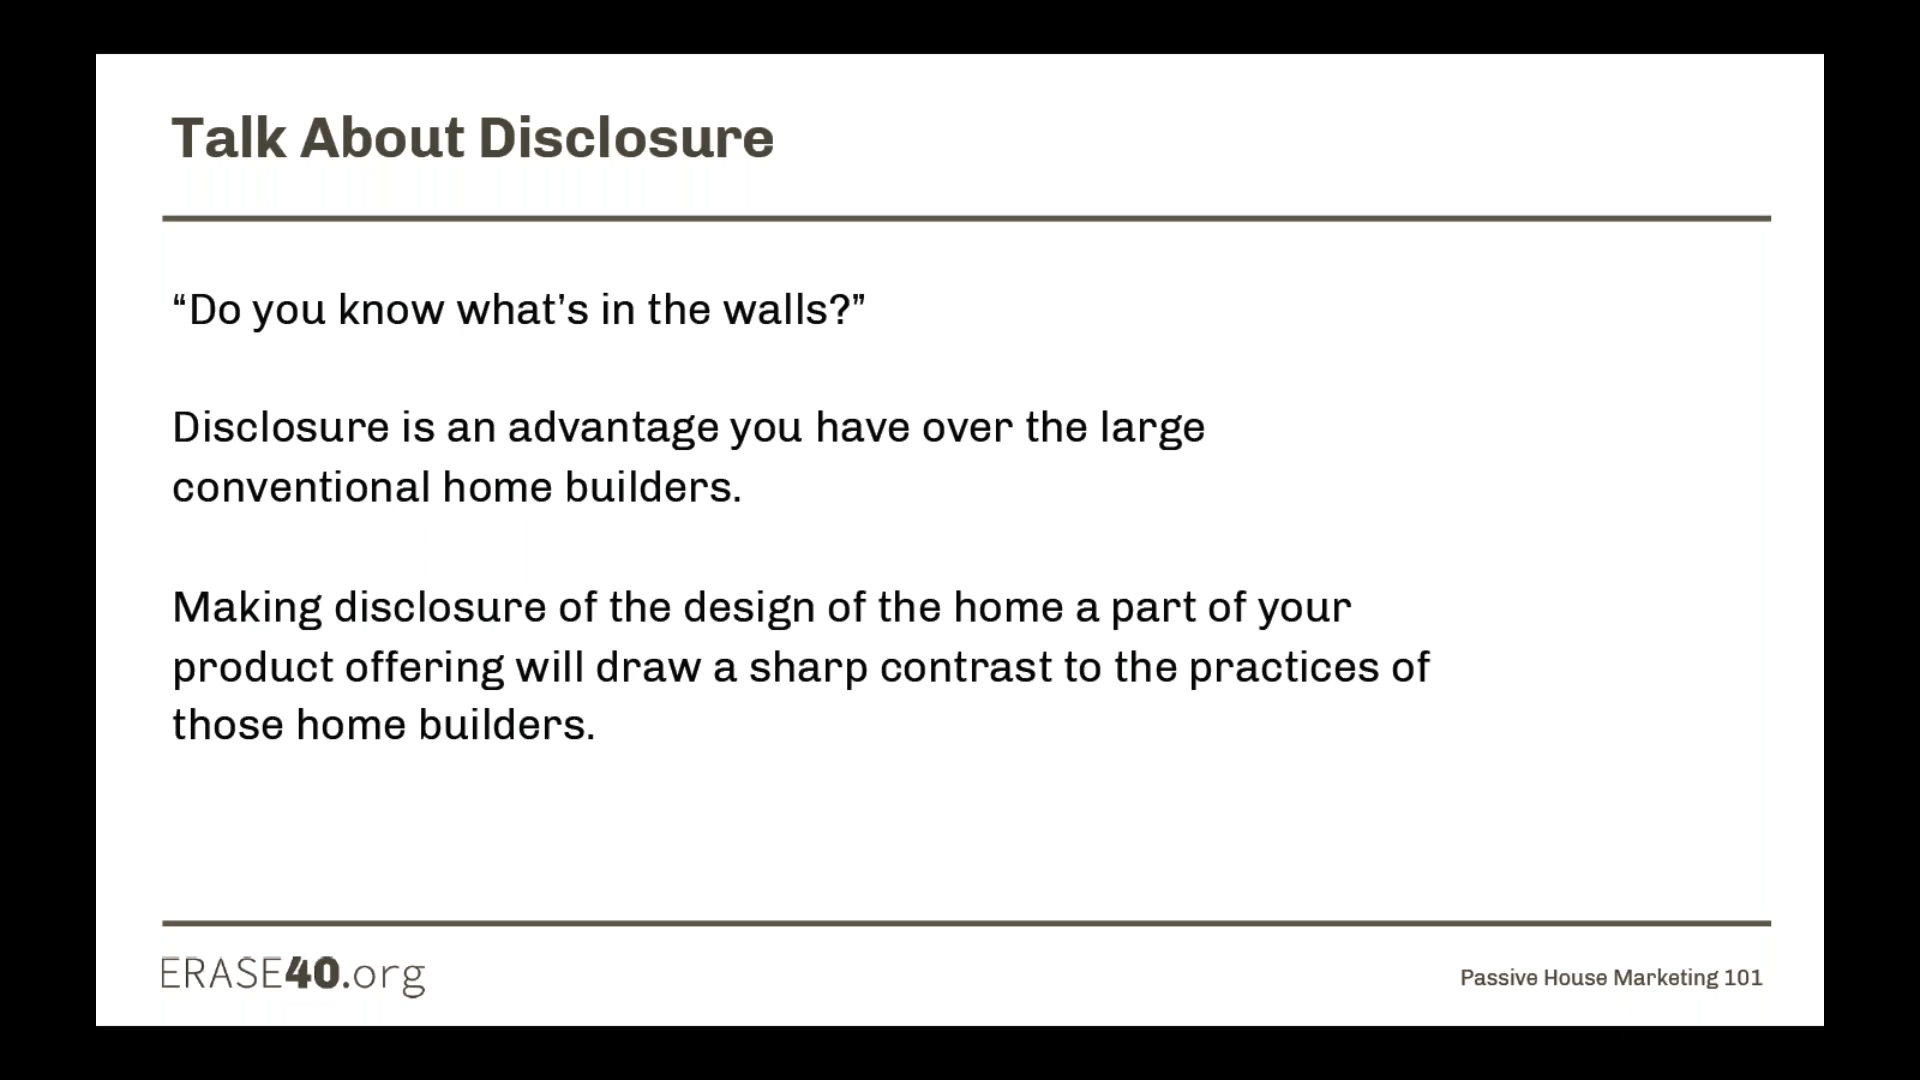 Talk About Disclosure
“Do you know what’s in the walls?”
Disclosure is an advantage you have over the large
conventional home builders.
Making disclosure of the design of the home a part of your
product offering will draw a sharp contrast to the practices of
those home builders.
ERASE40.org
Passive House Marketing 101